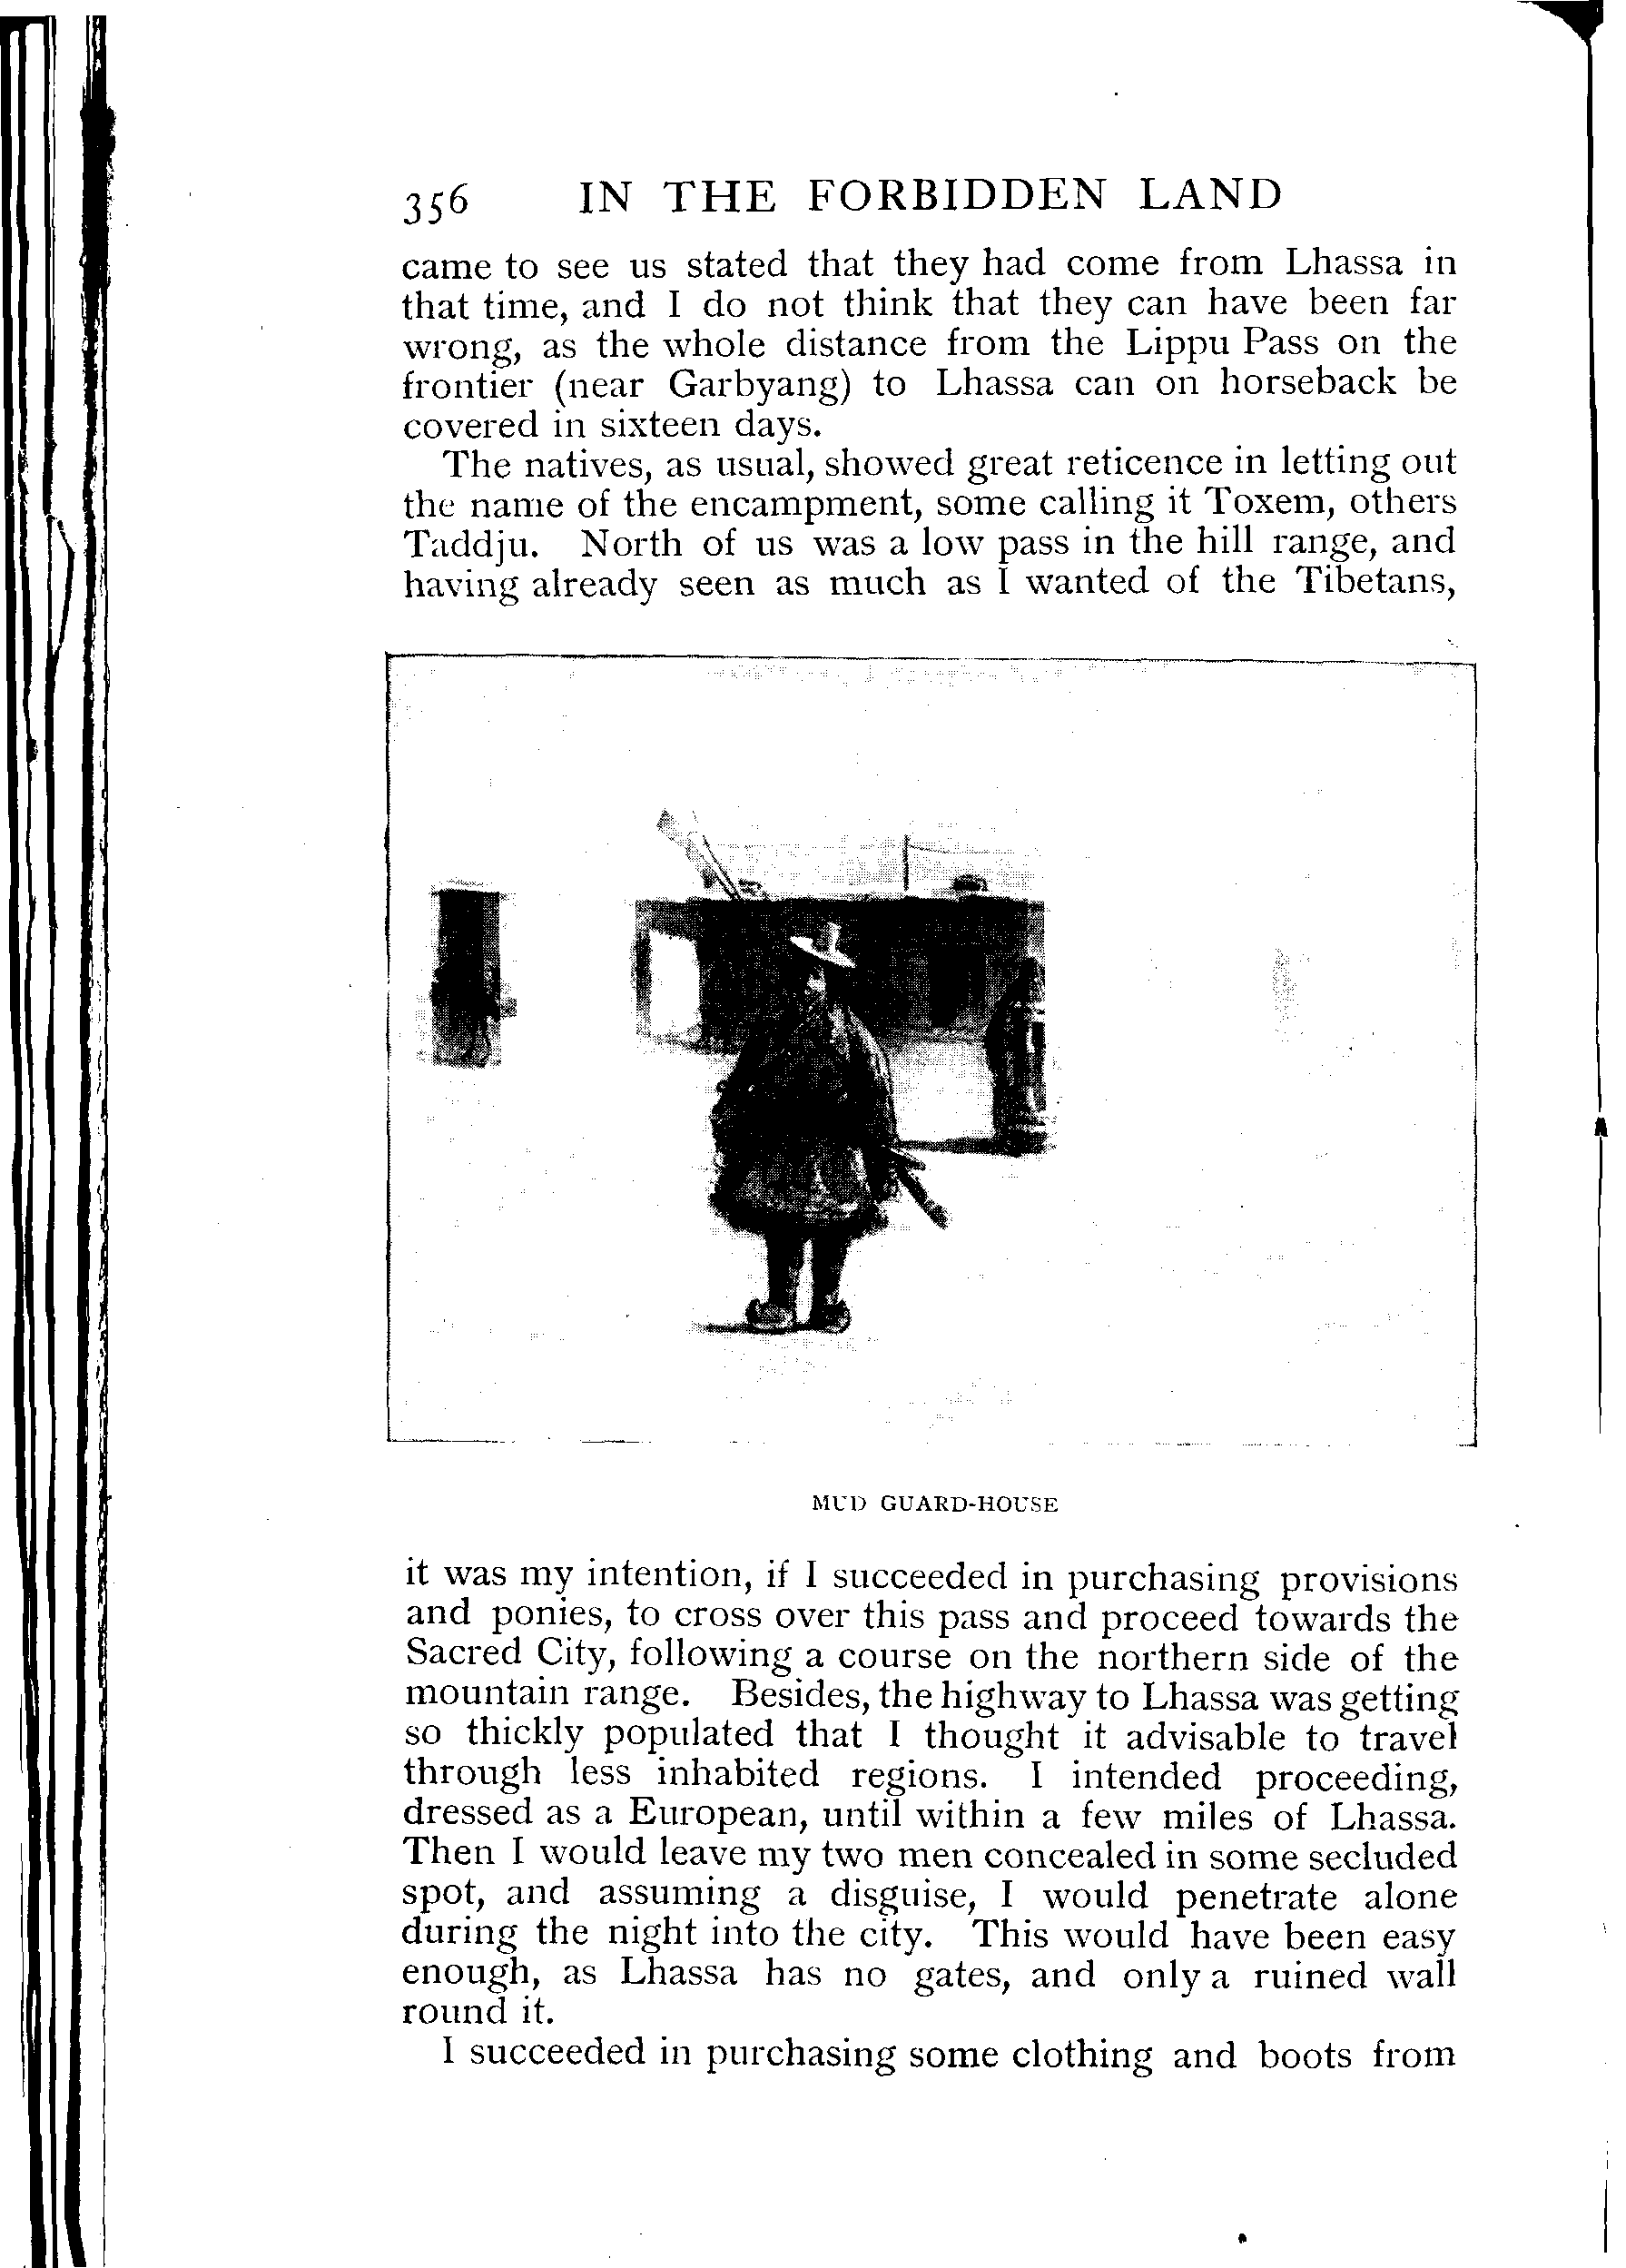 356 IN THE FORBIDDEN LAND
came to see us stated that they had come from Lhassa in
that time, and I do not think that they can have been far
wrong, as the whole distance from the Lippu Pass on the
frontier (near Garbyang) to Lhassa can on horseback be
covered in sixteen days.
The natives, as usual, showed great reticence in letting out
the name of the encampment, some calling it Toxem, others
Taddju. North of us was a low pass in the hill range, and
having already seen as much as I wanted of the Tibetans,
MUD GUARD-HOUSE
it was my intention, if I succeeded in purchasing provisions
and ponies, to cross over this pass and proceed towards the
Sacred City, following a course on the northern side of the
mountain range. Besides, the highway to Lhassa was getting
so thickly populated that I thought it advisable to travel
through less inhabited regions. I intended proceeding,
dressed as a European, until within a few miles of Lhassa.
Then I would leave my two men concealed in some secluded
spot, and assuming a disguise, I would penetrate alone
during the night into the city. This would have been easy
enough, as Lhassa has no gates, and only a ruined wall
round it.
I succeeded in purchasing some clothing and boots from